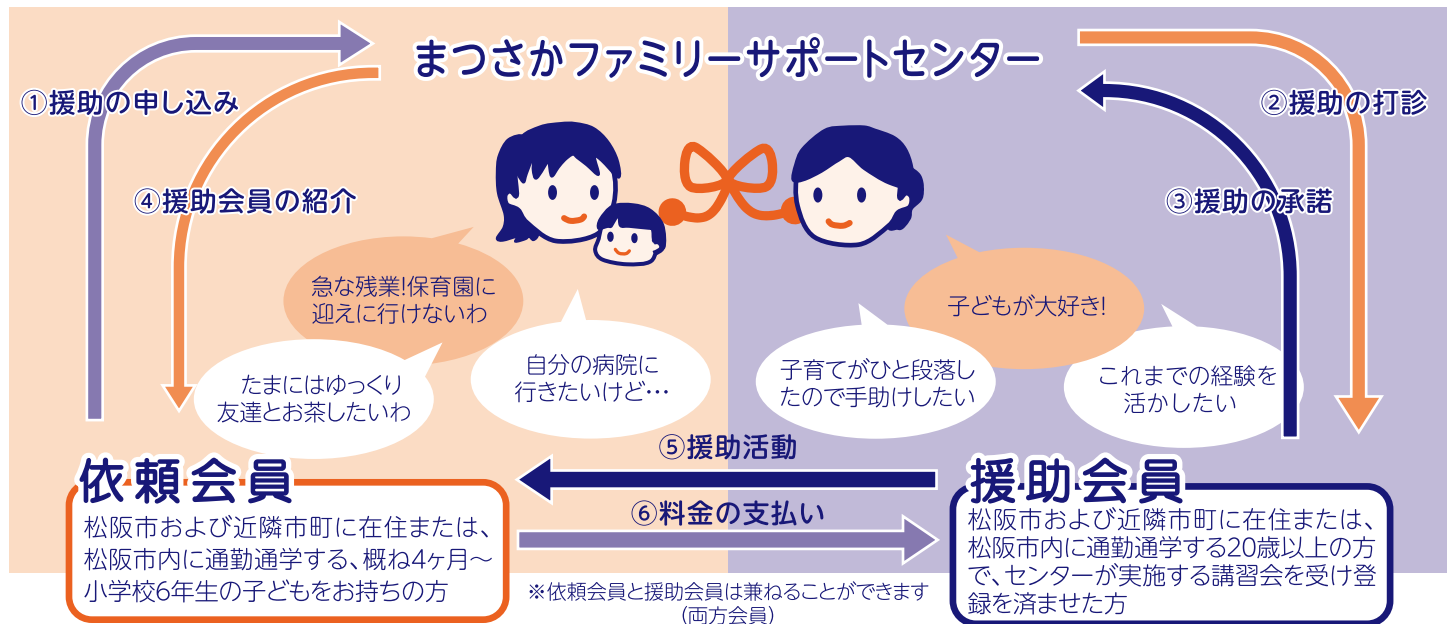 まつさかファミリーサポートセンター
①援助の申し込み
②援助の打診
④援助会員の紹介
③援助の承諾
急な残業!保育園に
迎えに行けないわ
たまにはゆっくり
友達とお茶したいわ
自分の病院に
行きたいけど…
子どもが大好き!
子育てがひと段落し
たので手助けしたい
これまでの経験を
活かしたい
⑤援助活動
⑥料金の支払い
依頼会員
松阪市および近隣市町に在住または、
松阪市内に通勤通学する、概ね4ヶ月〜
小学校6年生の子どもをお持ちの方
援助会員
松阪市および近隣市町に在住または、
松阪市内に通勤通学する20歳以上の方
で、センターが実施する講習会を受け登
録を済ませた方
※依頼会員と援助会員は兼ねることができます
(両方会員)